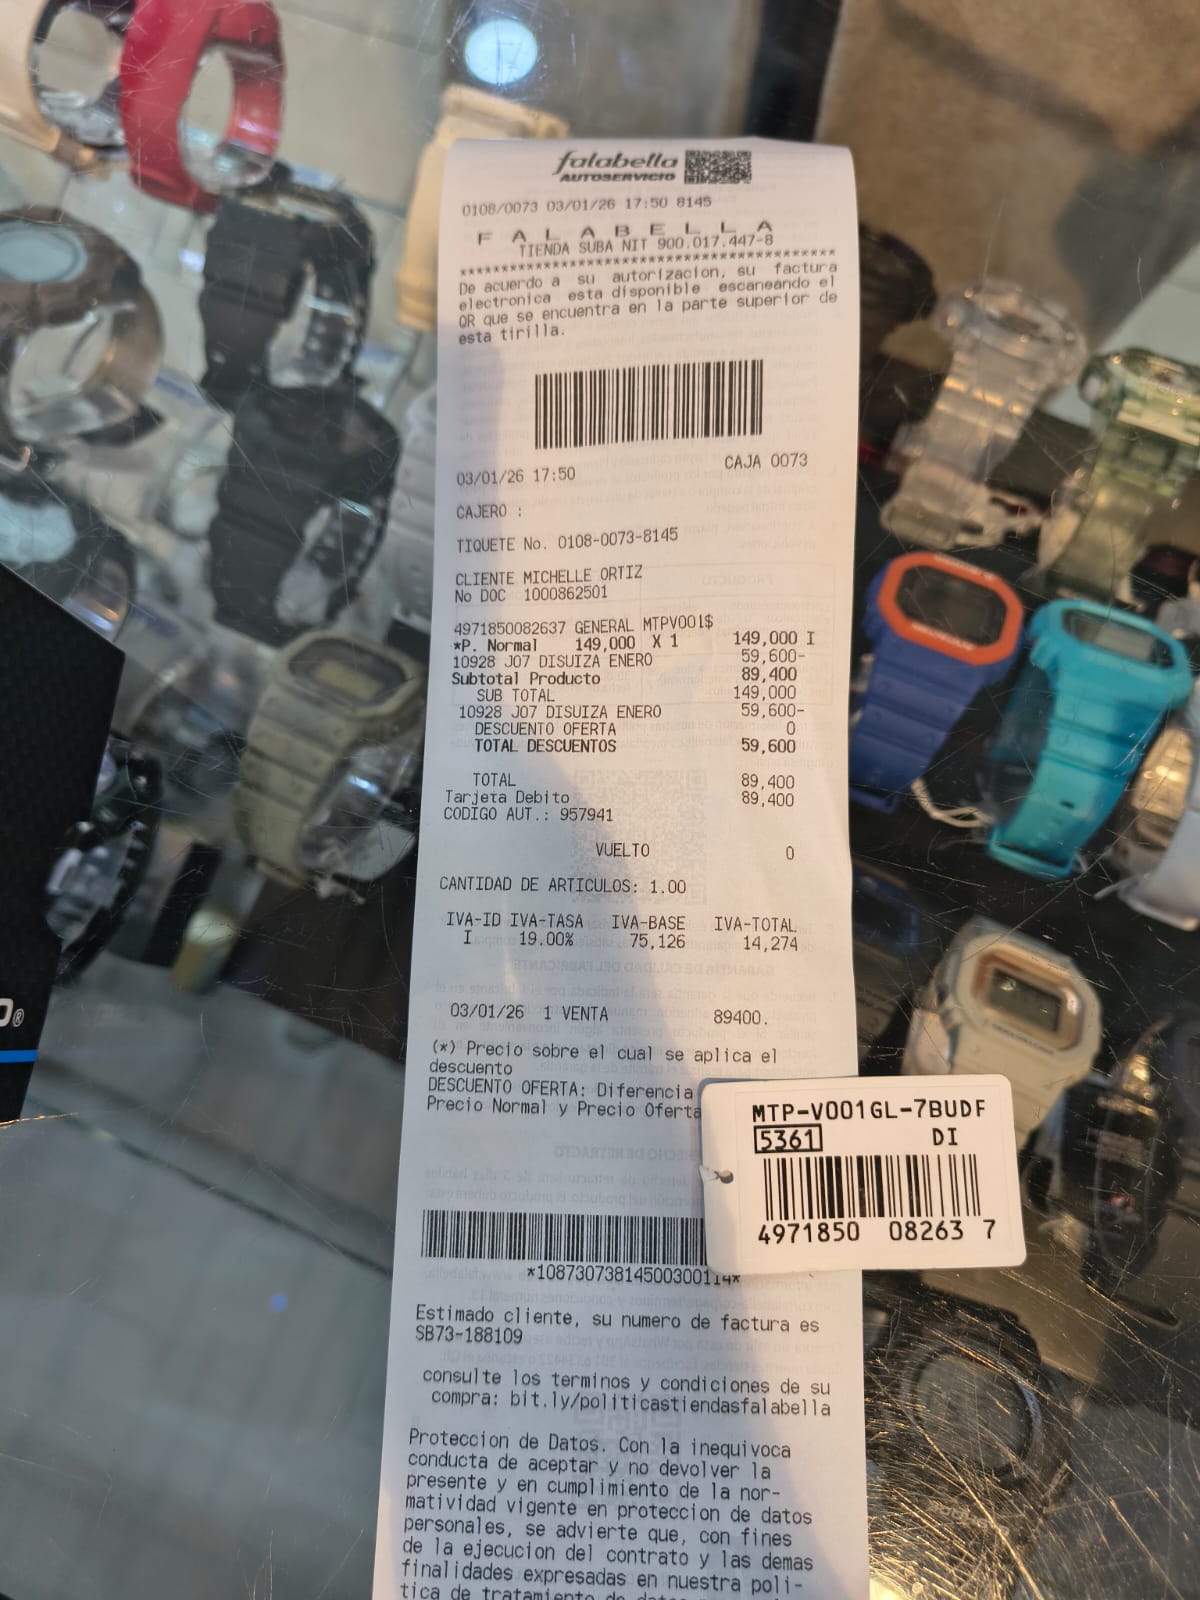 falabella
AUTOSERVICIO
0108/0073 03/01/26 17:50 8145
F A L A B E L L A
TIENDA SUBA NIT 900.017.447-8
****************************************
De acuerdo a su autorizacion, su factura
electronica esta disponible escaneando el
QR que se encuentra en la parte superior de
esta tirilla.
03/01/26 17:50 CAJA 0073
CAJERO :
TIQUETE No. 0108-0073-8145
CLIENTE MICHELLE ORTIZ
No DOC 1000862501
4971850082637 GENERAL MTPV001$
*P. Normal 149,000 X 1 149,000 I
10928 J07 DISUIZA ENERO 59,600-
Subtotal Producto 89,400
SUB TOTAL 149,000
10928 J07 DISUIZA ENERO 59,600-
DESCUENTO OFERTA 0
TOTAL DESCUENTOS 59,600
TOTAL 89,400
Tarjeta Debito 89,400
CODIGO AUT.: 957941
VUELTO 0
CANTIDAD DE ARTICULOS: 1.00
IVA-ID IVA-TASA IVA-BASE IVA-TOTAL
I 19.00% 75,126 14,274
03/01/26 1 VENTA 89400.
(*) Precio sobre el cual se aplica el
descuento
DESCUENTO OFERTA: Diferencia
Precio Normal y Precio Oferta
MTP-V001GL-7BUDF
5361 DI
4971850 08263 7
*108730738145003001 14*
Estimado cliente, su numero de factura es
SB73-188109
consulte los terminos y condiciones de su
compra: bit.ly/politicastiendasfalabella
Proteccion de Datos. Con la inequivoca
conducta de aceptar y no devolver la
presente y en cumplimiento de la nor-
matividad vigente en proteccion de datos
personales, se advierte que, con fines
de la ejecucion del contrato y las demas
finalidades expresadas en nuestra poli-
tica de tratamiento de datos